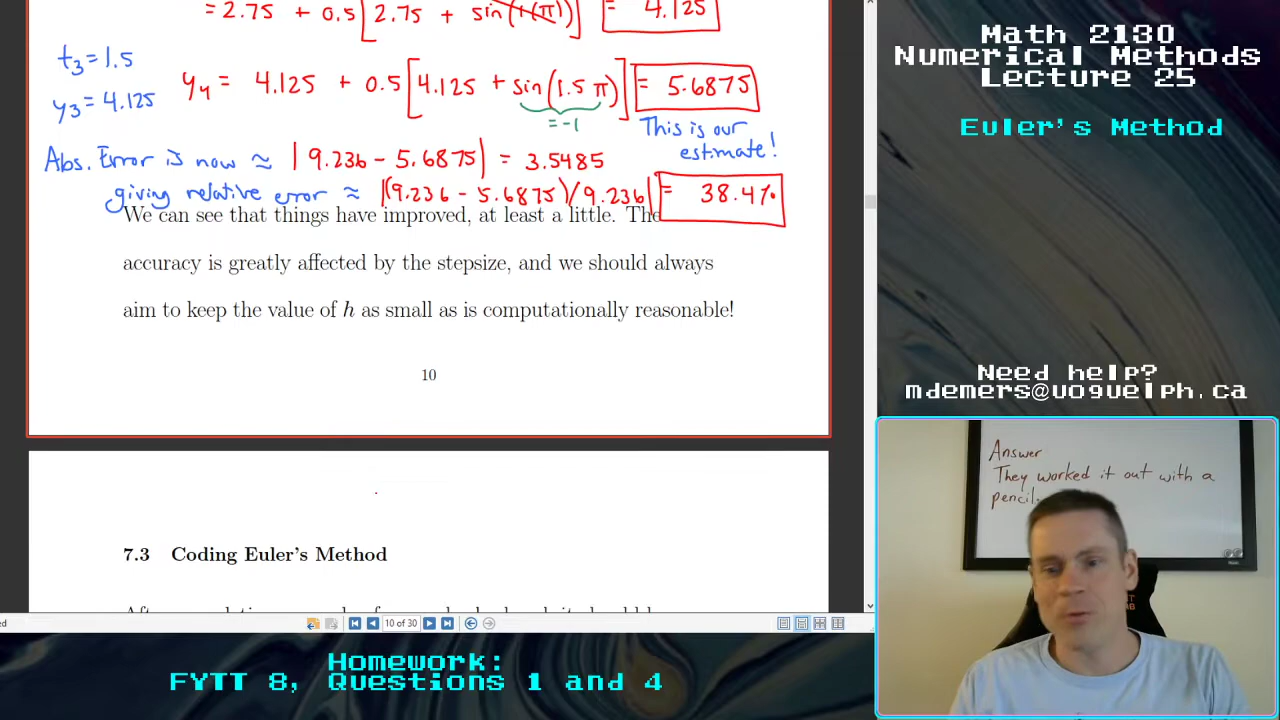 = 2.75 + 0.5[2.75 + sin(1(π))] = 4.125
t₃ = 1.5
y₃ = 4.125
y₄ = 4.125 + 0.5[4.125 + sin(1.5 π)] = 5.6875
= -1
This is our
estimate!
Abs. Error is now ≈ |9.236 - 5.6875| = 3.5485
giving relative error ≈ |(9.236 - 5.6875)/9.236| = 38.4%
We can see that things have improved, at least a little. The
accuracy is greatly affected by the stepsize, and we should always
aim to keep the value of h as small as is computationally reasonable!
10
7.3 Coding Euler's Method
10 of 30
Math 2130
Numerical Methods
Lecture 25
Euler's Method
Need help?
mdemers@uoguelph.ca
Answer
They worked it out with a
pencil.
Homework:
FYTT 8, Questions 1 and 4